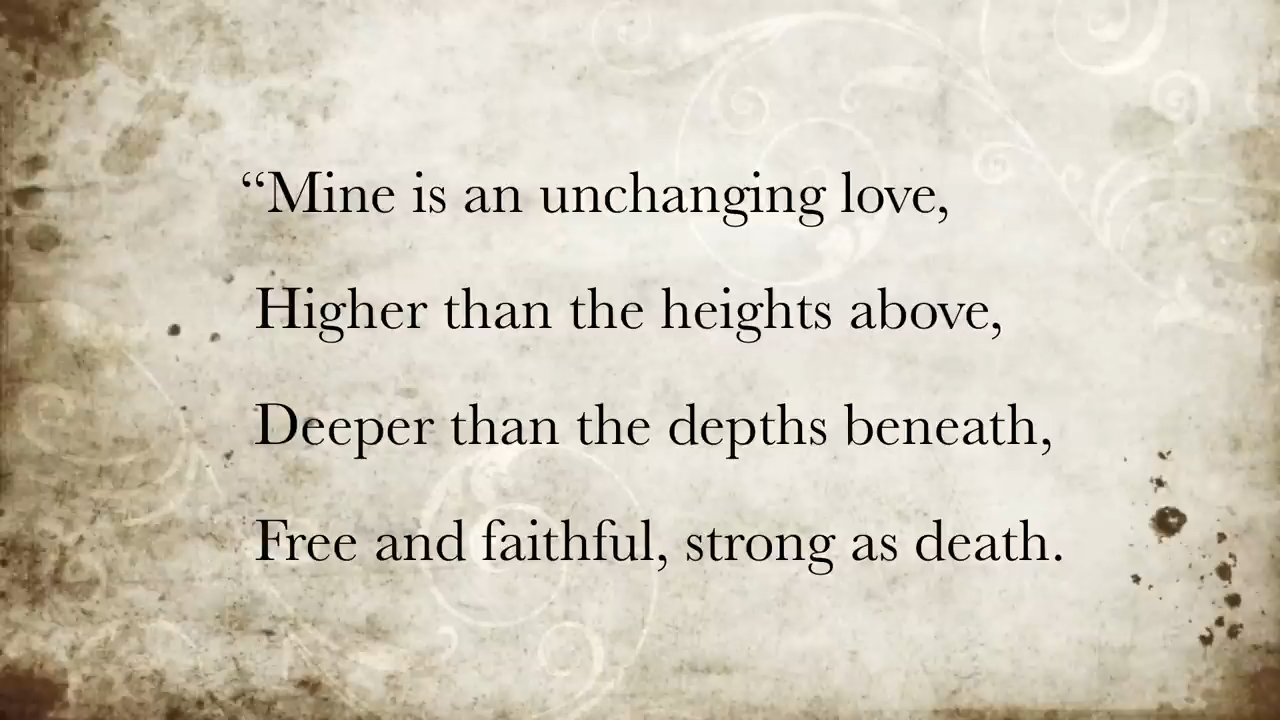 “Mine is an unchanging love,
Higher than the heights above,
Deeper than the depths beneath,
Free and faithful, strong as death.